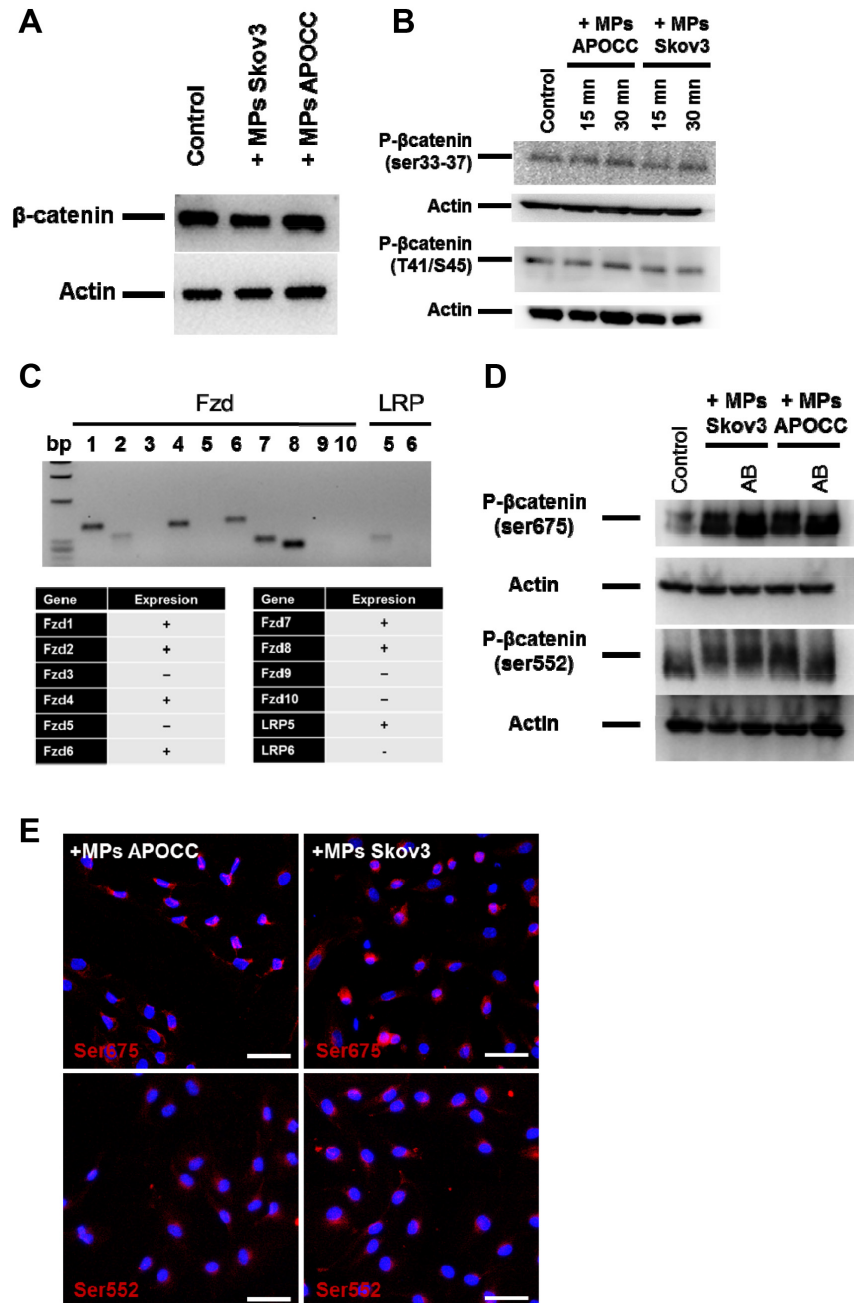 A
Control
+ MPs Skov3
+ MPs APOCC
β-catenin
Actin
B
+ MPs
APOCC
+ MPs
Skov3
Control
15 mn
30 mn
15 mn
30 mn
P-βcatenin
(ser33-37)
Actin
P-βcatenin
(T41/S45)
Actin
C
Fzd
LRP
bp 1 2 3 4 5 6 7 8 9 10 5 6
Gene Expresion
Fzd1 +
Fzd2 +
Fzd3 –
Fzd4 +
Fzd5 –
Fzd6 +
Gene Expresion
Fzd7 +
Fzd8 +
Fzd9 –
Fzd10 –
LRP5 +
LRP6 -
D
+ MPs
Skov3
+ MPs
APOCC
Control
AB
AB
P-βcatenin
(ser675)
Actin
P-βcatenin
(ser552)
Actin
E
+MPs APOCC
+MPs Skov3
Ser675
Ser675
Ser552
Ser552